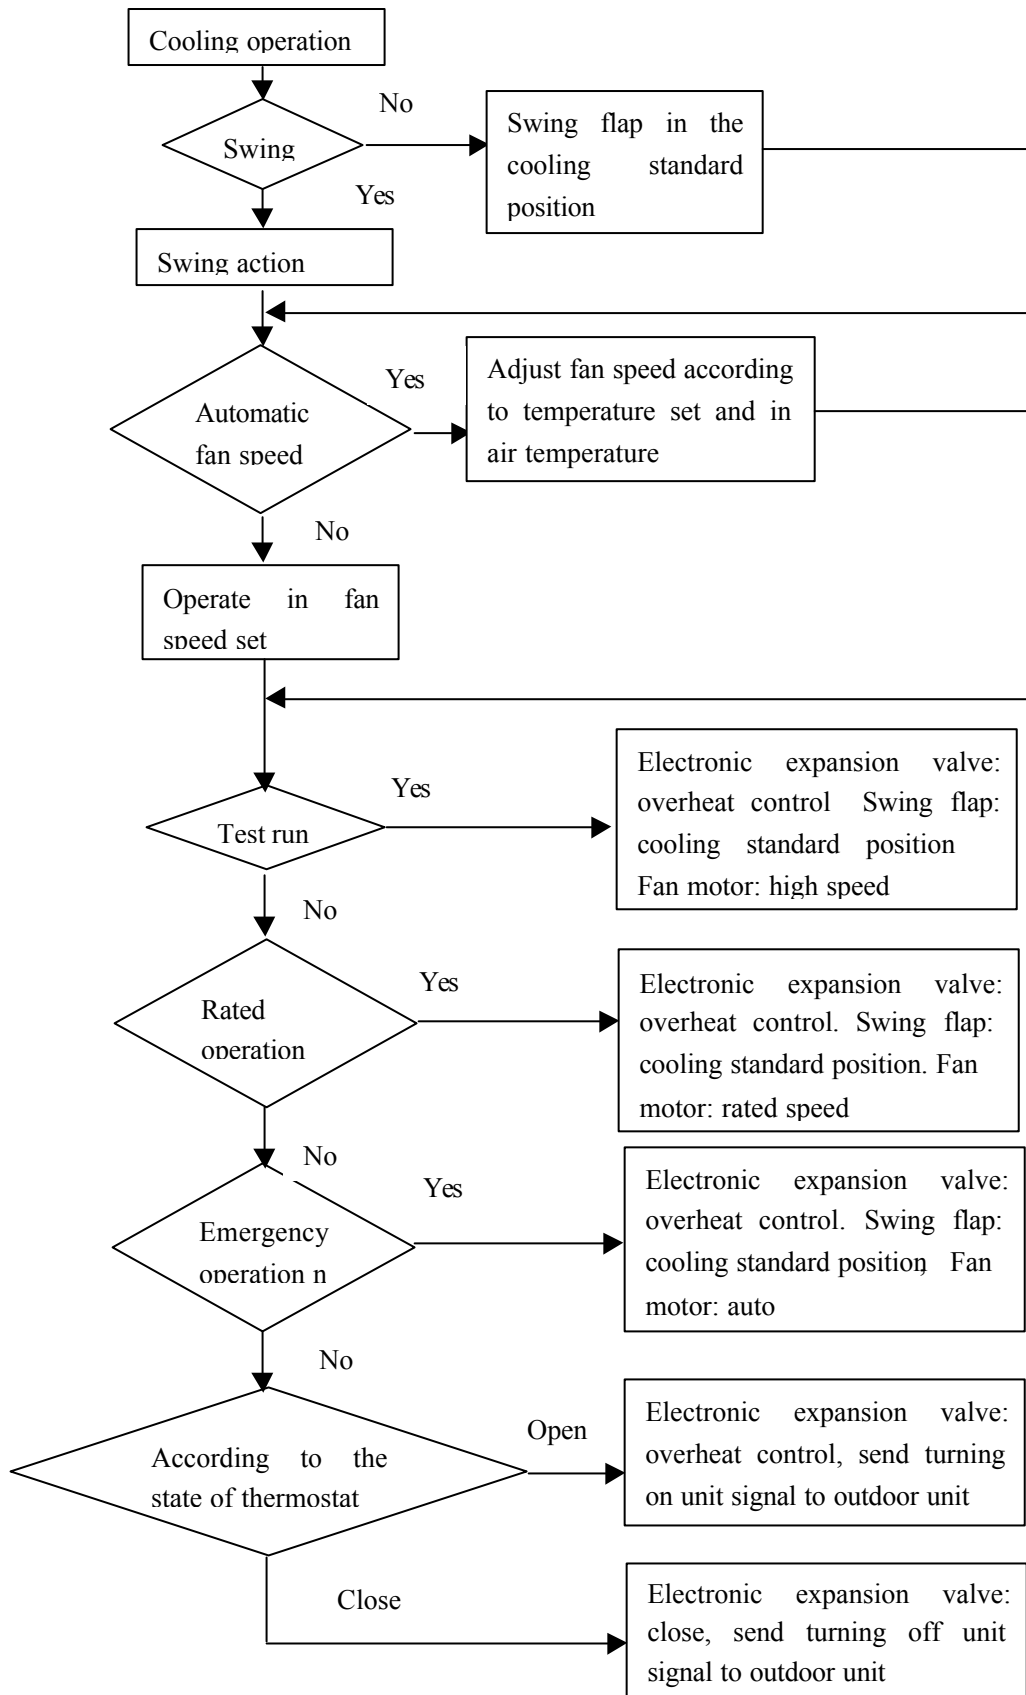 Cooling operation
No
Swing flap in the
cooling standard
position
Swing
Yes
Swing action
Yes
Adjust fan speed according
to temperature set and in
air temperature
Automatic
fan speed
No
Operate in fan
speed set
Electronic expansion valve:
overheat control Swing flap:
cooling standard position
Fan motor: high speed
Yes
Test run
No
Electronic expansion valve:
overheat control. Swing flap:
cooling standard position. Fan
motor: rated speed
Yes
Rated
operation
No
Yes
Electronic expansion valve:
overheat control. Swing flap:
cooling standard position, Fan
motor: auto
Emergency
operation n
No
Open
Electronic expansion valve:
overheat control, send turning
on unit signal to outdoor unit
According to the
state of thermostat
Close
Electronic expansion valve:
close, send turning off unit
signal to outdoor unit